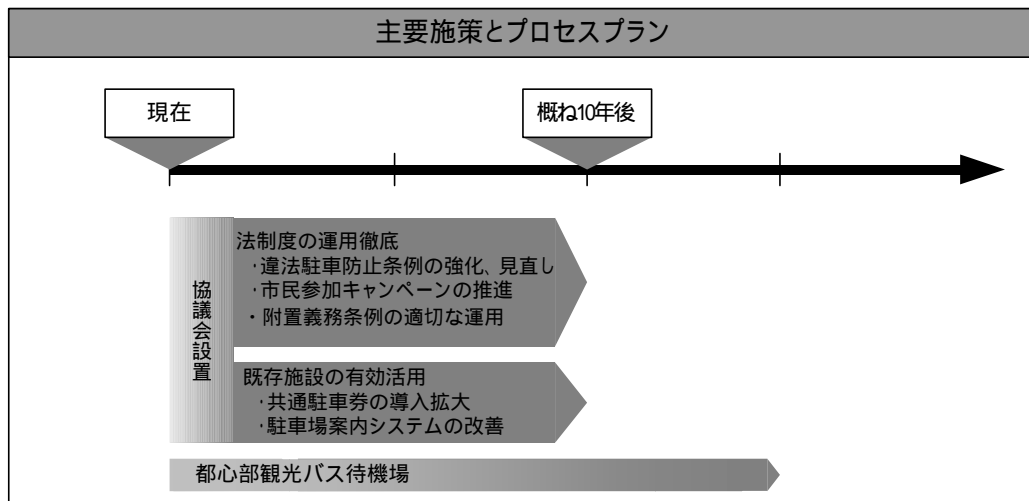 主要施策とプロセスプラン
現在
概ね10年後
協議会設置
法制度の運用徹底
・違法駐車防止条例の強化、見直し
・市民参加キャンペーンの推進
・附置義務条例の適切な運用
既存施設の有効活用
・共通駐車券の導入拡大
・駐車場案内システムの改善
都心部観光バス待機場